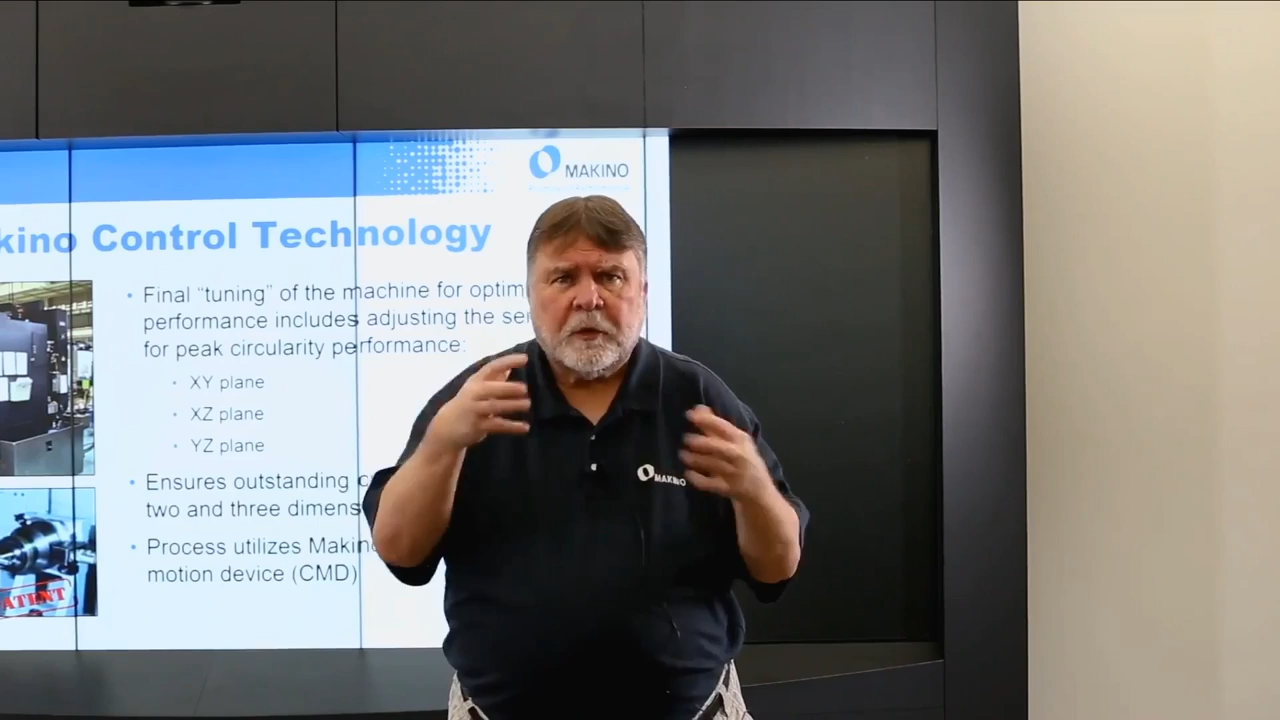 MAKINO
kino Control Technology
• Final “tuning” of the machine for optim
performance includes adjusting the se
for peak circularity performance:
• XY plane
• XZ plane
• YZ plane
• Ensures outstanding c
two and three dimens
• Process utilizes Makino
motion device (CMD)
ATENT
MAKINO